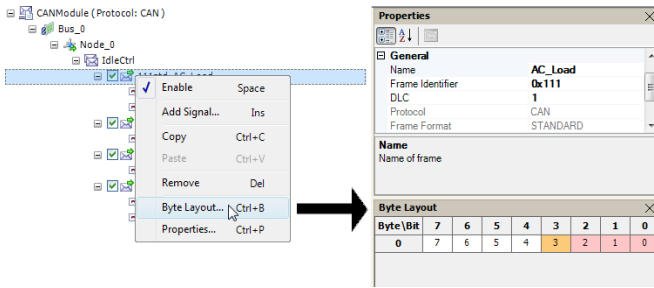 CANModule (Protocol: CAN)
Bus_0
Node_0
IdleCtrl
Enable Space
Add Signal... Ins
Copy Ctrl+C
Paste Ctrl+V
Remove Del
Byte Layout... Ctrl+B
Properties... Ctrl+P
Properties
General
Name AC_Load
Frame Identifier 0x111
DLC 1
Protocol CAN
Frame Format STANDARD
Name
Name of frame
Byte Layout
Byte\Bit 7 6 5 4 3 2 1 0
0 7 6 5 4 3 2 1 0